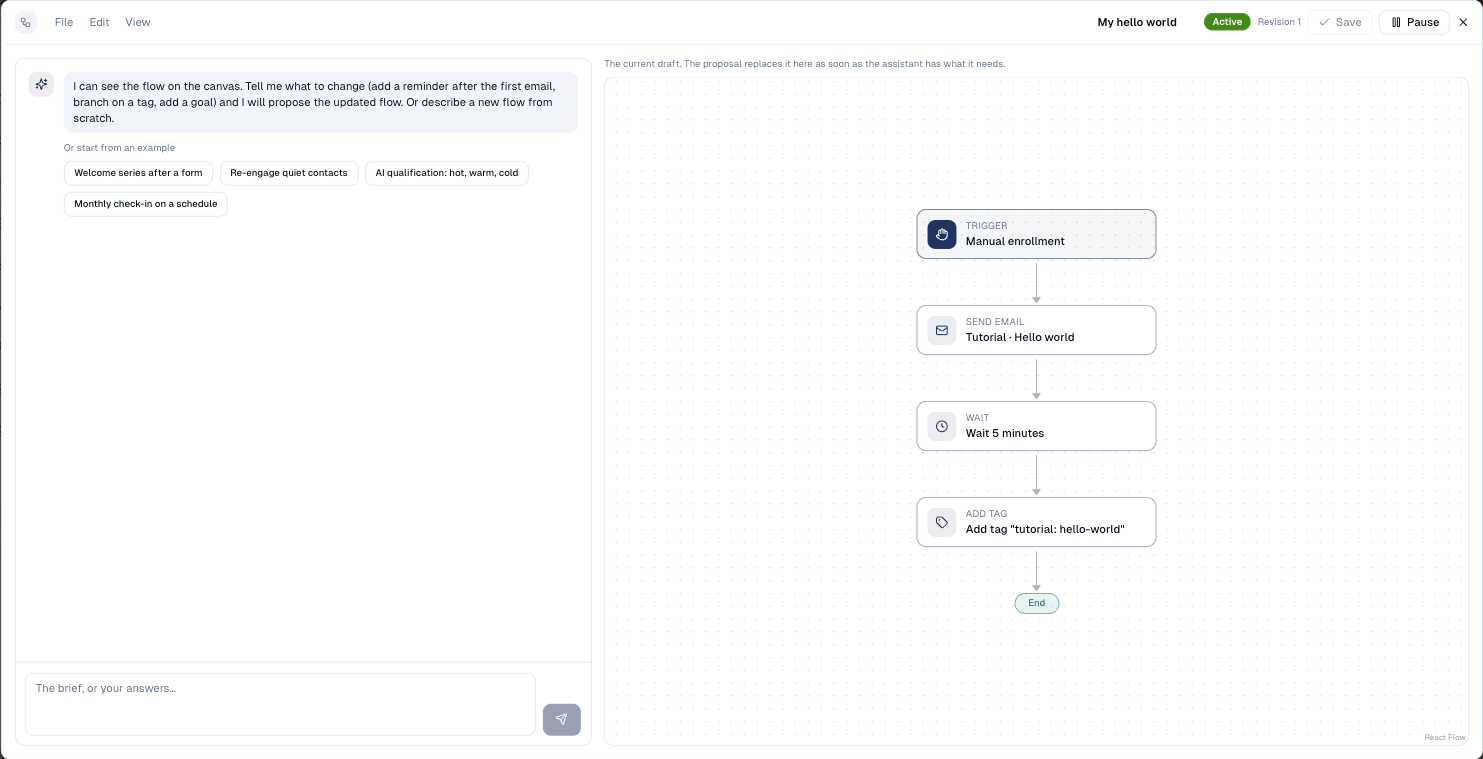 File Edit View
My hello world Active Revision 1 Save Pause
I can see the flow on the canvas. Tell me what to change (add a reminder after the first email,
branch on a tag, add a goal) and I will propose the updated flow. Or describe a new flow from
scratch.
Or start from an example
Welcome series after a form
Re-engage quiet contacts
AI qualification: hot, warm, cold
Monthly check-in on a schedule
The brief, or your answers...
The current draft. The proposal replaces it here as soon as the assistant has what it needs.
TRIGGER
Manual enrollment
SEND EMAIL
Tutorial · Hello world
WAIT
Wait 5 minutes
ADD TAG
Add tag "tutorial: hello-world"
End
React Flow